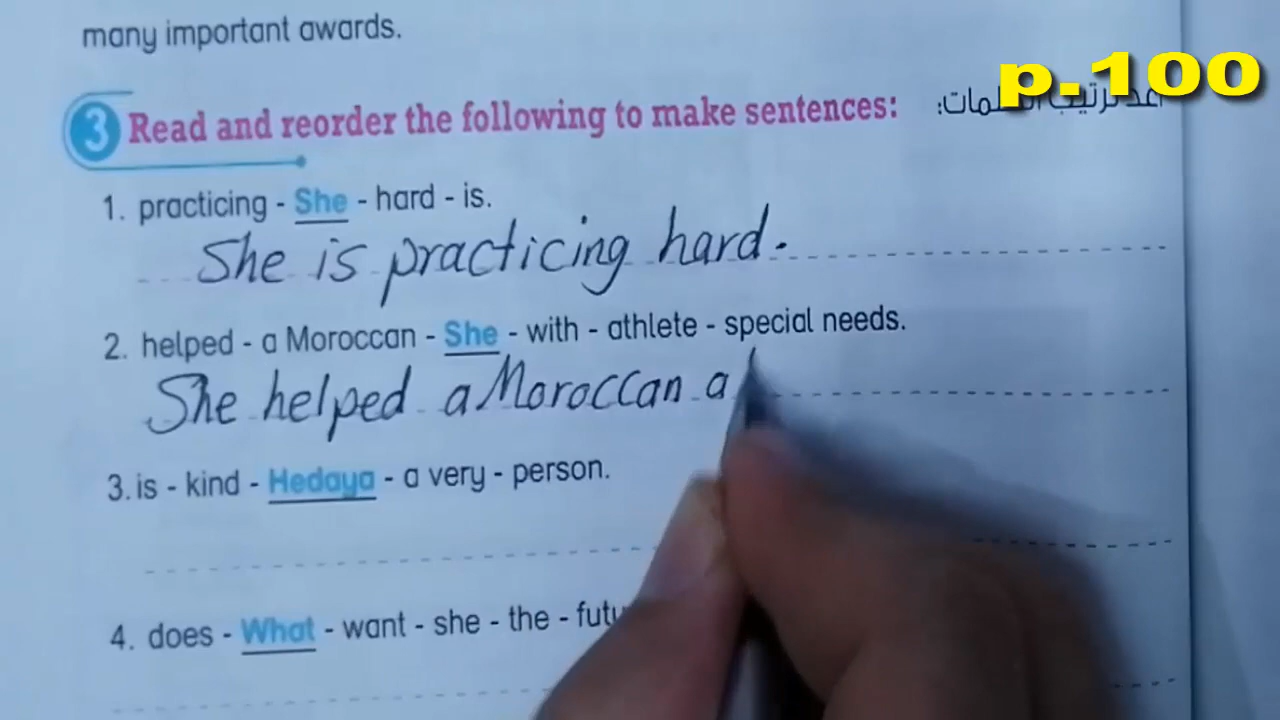 many important awards.
p.100
3 Read and reorder the following to make sentences:
1. practicing - She - hard - is.
She is practicing hard.
2. helped - a Moroccan - She - with - athlete - special needs.
She helped a Moroccan a
3. is - kind - Hedaya - a very - person.
4. does - What - want - she - the - futu